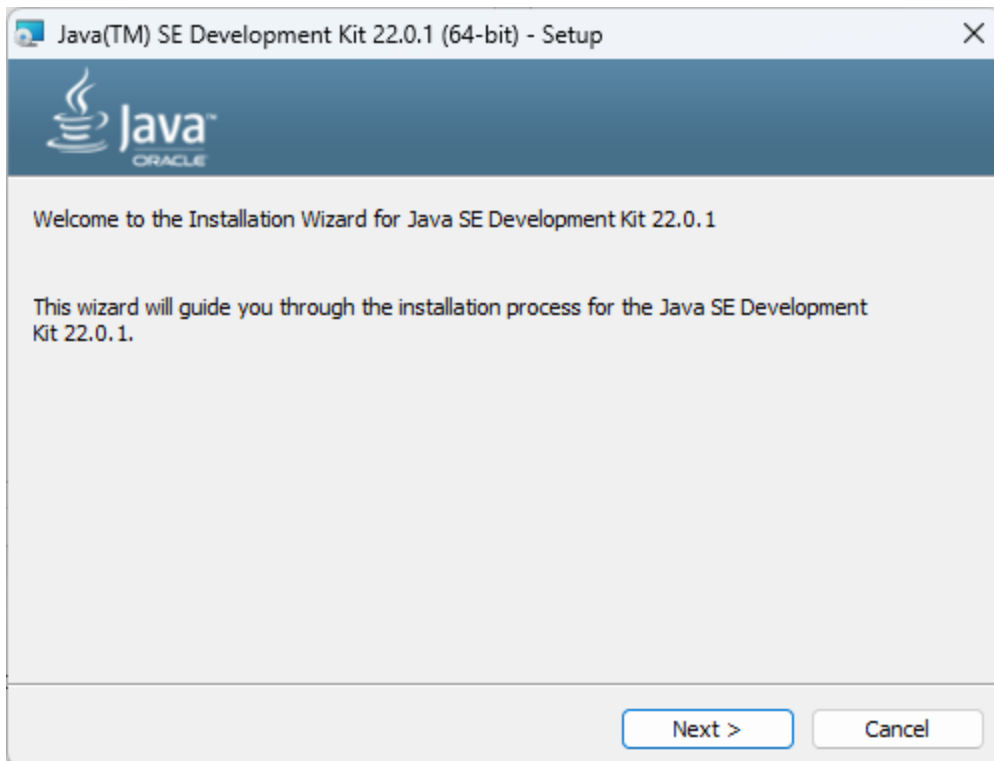 Java(TM) SE Development Kit 22.0.1 (64-bit) - Setup
Java™
ORACLE
Welcome to the Installation Wizard for Java SE Development Kit 22.0.1
This wizard will guide you through the installation process for the Java SE Development
Kit 22.0.1.
Next >
Cancel